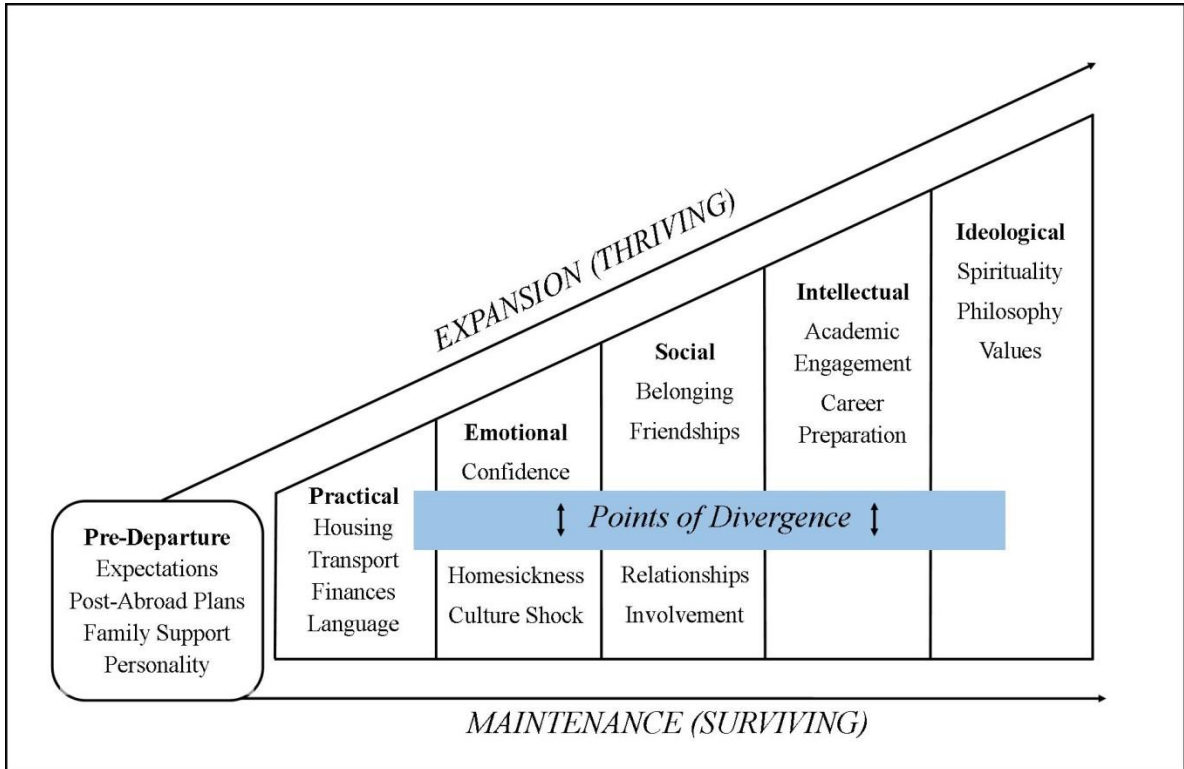 EXPANSION (THRIVING)
Pre-Departure
Expectations
Post-Abroad Plans
Family Support
Personality
Practical
Housing
Transport
Finances
Language
Emotional
Confidence
Homesickness
Culture Shock
Social
Belonging
Friendships
Relationships
Involvement
Intellectual
Academic
Engagement
Career
Preparation
Ideological
Spirituality
Philosophy
Values
Points of Divergence
MAINTENANCE (SURVIVING)